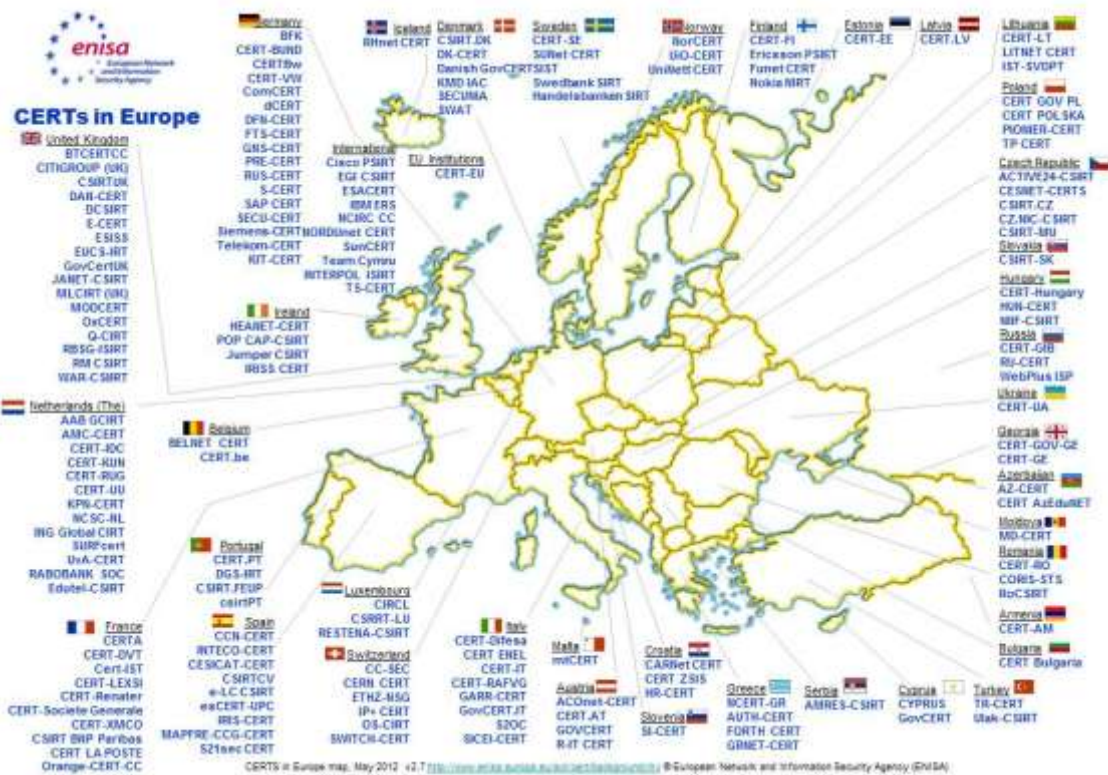 enisa
European Network
and Information
Security Agency
CERTs in Europe
United Kingdom
BTCERTCC
CITIGROUP (UK)
CSIRTUK
DAN-CERT
DCSIRT
E-CERT
ESISS
EUCS-IRT
GovCertUK
JANET-CSIRT
MLCIRT (UK)
MODCERT
OxCERT
Q-CIRT
RBSG-ISIRT
RM CSIRT
WAR-CSIRT
Netherlands (The)
AAB GCIRT
AMC-CERT
CERT-IDC
CERT-KUN
CERT-RUG
CERT-UU
KPN-CERT
NCSC-NL
ING Global CIRT
SURFcert
UvA-CERT
RABOBANK SOC
Edutel-CSIRT
France
CERTA
CERT-DVT
Cert-IST
CERT-LEXSI
CERT-Renater
CERT-Societe Generale
CERT-XMCO
CSIRT BNP Paribas
CERT LA POSTE
Orange-CERT-CC
Germany
BFK
CERT-BUND
CERTBw
CERT-VW
ComCERT
dCERT
DFN-CERT
FTS-CERT
GNS-CERT
PRE-CERT
RUS-CERT
S-CERT
SAP CERT
SECU-CERT
Siemens-CERT
Telekom-CERT
KIT-CERT
International
Cisco PSIRT
EGI CSIRT
ESACERT
IBM ERS
NCIRC CC
NORDUnet CERT
SunCERT
Team Cymru
INTERPOL ISIRT
TS-CERT
EU Institutions
CERT-EU
Iceland
RHnet CERT
Denmark
CSIRT.DK
DK-CERT
Danish GovCERT
KMD IAC
SECUMA
SWAT
Sweden
CERT-SE
SUNet CERT
SIST
Swedbank SIRT
Handelsbanken SIRT
Norway
NorCERT
UiO-CERT
UniNett CERT
Finland
CERT-FI
Ericsson PSIRT
Funet CERT
Nokia NIRT
Estonia
CERT-EE
Latvia
CERT.LV
Lithuania
CERT-LT
LITNET CERT
IST-SVDPT
Poland
CERT GOV PL
CERT POLSKA
PIONIER-CERT
TP CERT
Czech Republic
ACTIVE24-CSIRT
CESNET-CERTS
CSIRT.CZ
CZ.NIC-CSIRT
CSIRT-MU
Slovakia
CSIRT-SK
Hungary
CERT-Hungary
HUN-CERT
NIIF-CSIRT
Russia
CERT-GIB
RU-CERT
WebPlus ISP
Ukraine
CERT-UA
Georgia
CERT-GOV-GE
CERT-GE
Azerbaijan
AZ-CERT
CERT AzEduNET
Moldova
MD-CERT
Romania
CERT-RO
CORIS-STS
RoCSIRT
Armenia
CERT-AM
Bulgaria
CERT Bulgaria
Ireland
HEANET-CERT
POP CAP-CSIRT
Jumper CSIRT
IRISS CERT
Belgium
BELNET CERT
CERT.be
Portugal
CERT.PT
DGS-IRT
CSIRT.FEUP
csirtPT
Spain
CCN-CERT
INTECO-CERT
CESICAT-CERT
CSIRTCV
e-LC CSIRT
esCERT-UPC
IRIS-CERT
MAPFRE-CCG-CERT
S21sec CERT
Luxembourg
CIRCL
CSRRT-LU
RESTENA-CSIRT
Switzerland
CC-SEC
CERN CERT
ETHZ-NSG
IP+ CERT
OS-CIRT
SWITCH-CERT
Italy
CERT-Difesa
CERT ENEL
CERT-IT
CERT-RAFVG
GARR-CERT
GovCERT.IT
S2OC
SICEI-CERT
Malta
mtCERT
Austria
ACOnet-CERT
CERT.AT
GOVCERT
R-IT CERT
Croatia
CARNet CERT
CERT ZSIS
HR-CERT
Slovenia
SI-CERT
Greece
NCERT-GR
AUTH-CERT
FORTH CERT
GRNET-CERT
Serbia
AMRES-CSIRT
Cyprus
CYPRUS
GovCERT
Turkey
TR-CERT
Ulak-CSIRT
CERTS in Europe map, May 2012 v2.7 © European Network and Information Security Agency (ENISA)